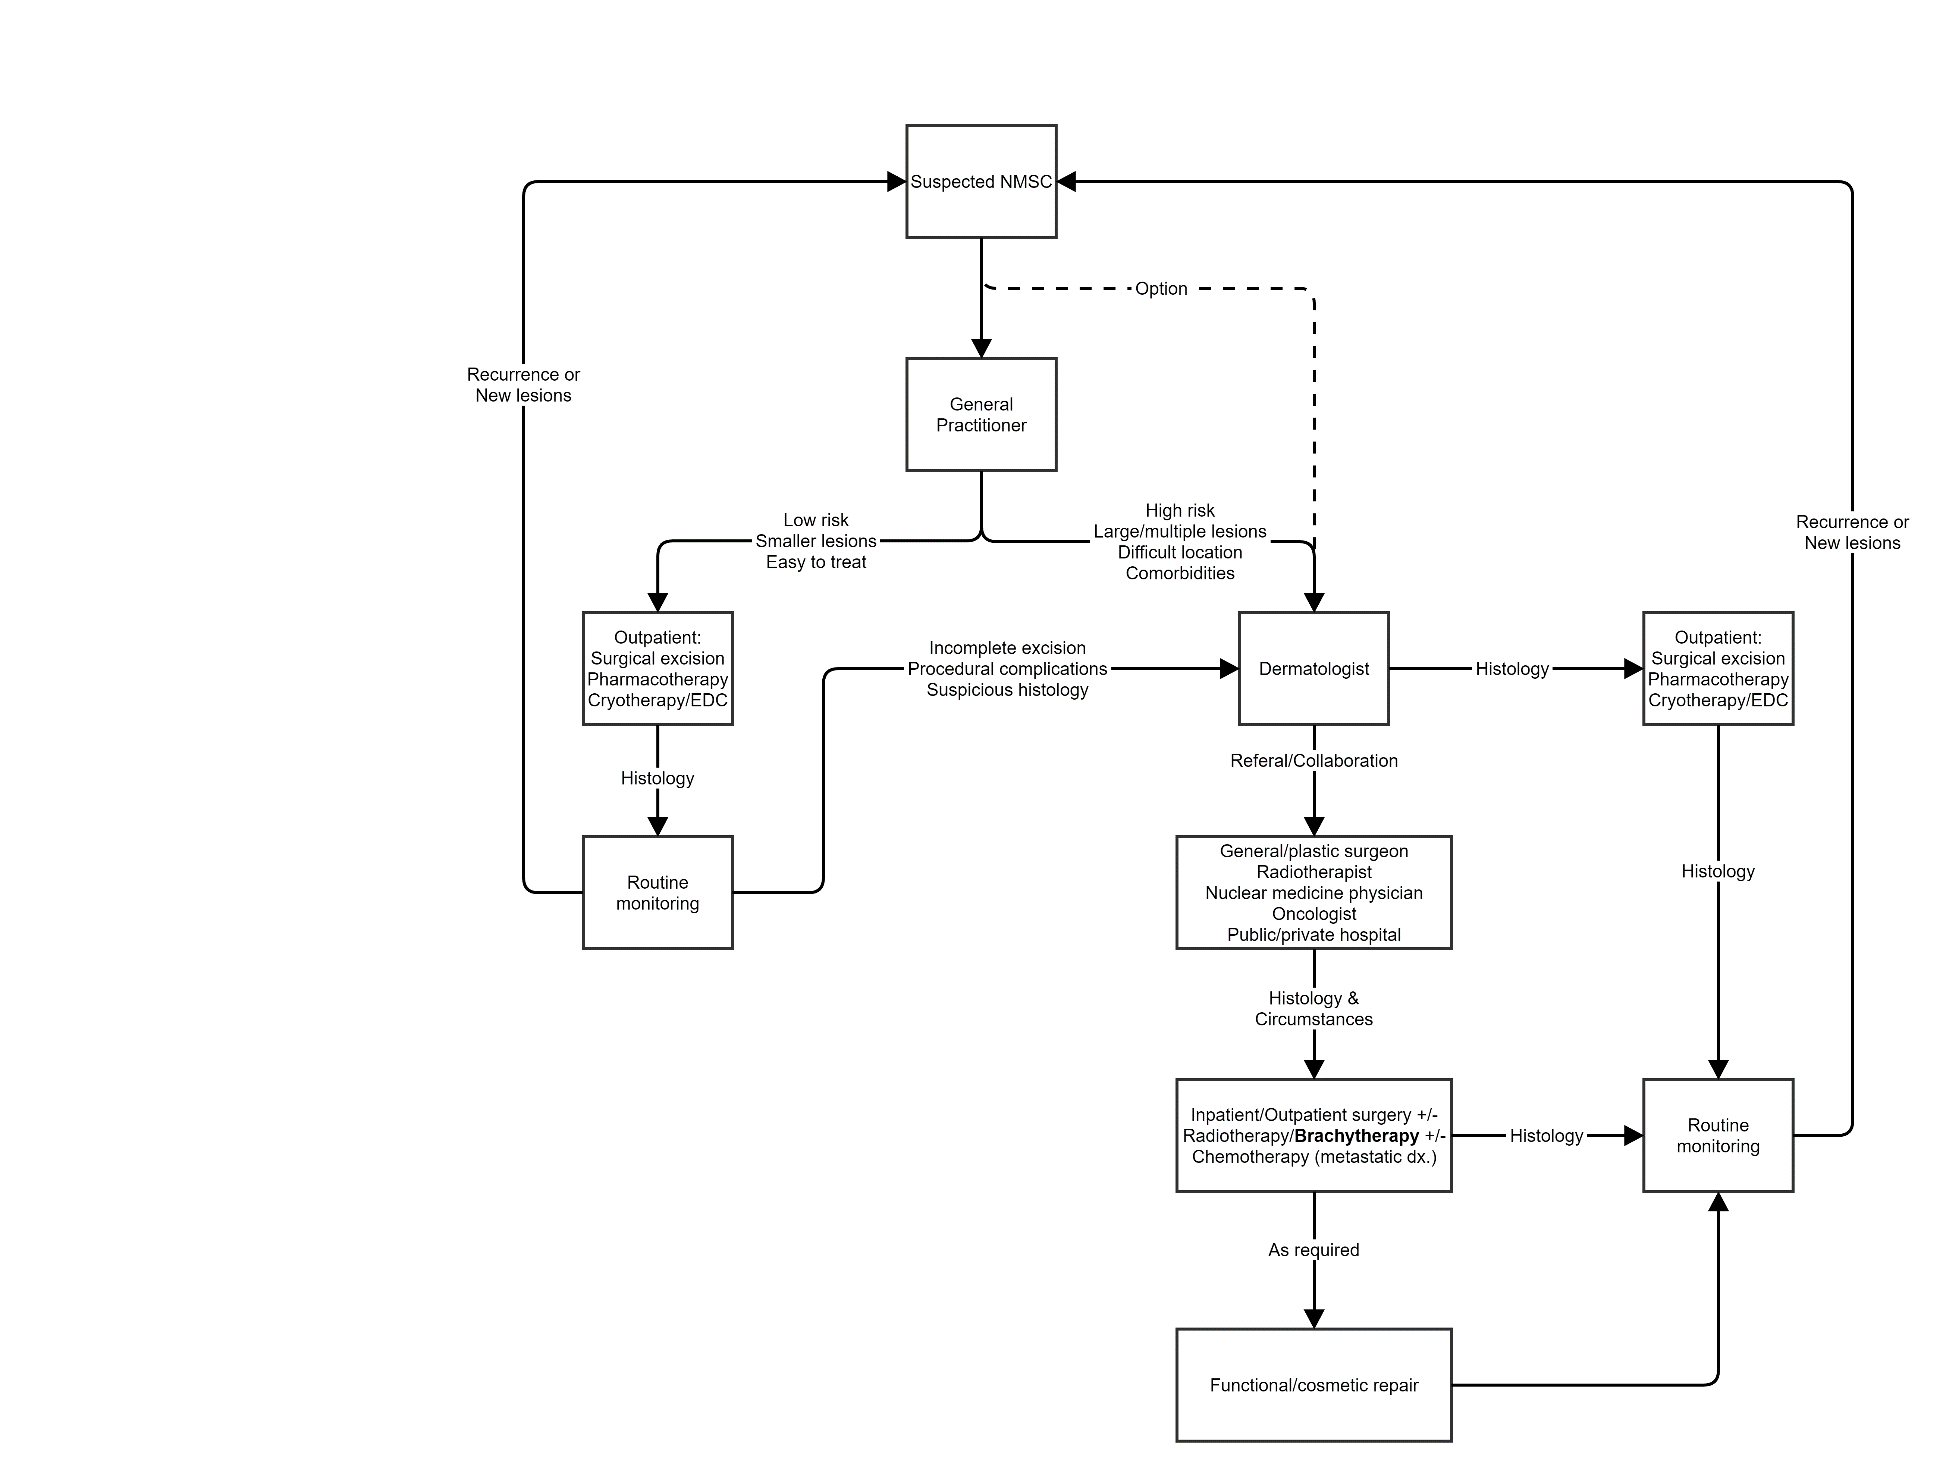 Suspected NMSC
Option
Recurrence or
New lesions
General
Practitioner
Low risk
Smaller lesions
Easy to treat
High risk
Large/multiple lesions
Difficult location
Comorbidities
Recurrence or
New lesions
Outpatient:
Surgical excision
Pharmacotherapy
Cryotherapy/EDC
Incomplete excision
Procedural complications
Suspicious histology
Dermatologist
Histology
Outpatient:
Surgical excision
Pharmacotherapy
Cryotherapy/EDC
Histology
Referal/Collaboration
Routine
monitoring
General/plastic surgeon
Radiotherapist
Nuclear medicine physician
Oncologist
Public/private hospital
Histology
Histology &
Circumstances
Inpatient/Outpatient surgery +/-
Radiotherapy/Brachytherapy +/-
Chemotherapy (metastatic dx.)
Histology
Routine
monitoring
As required
Functional/cosmetic repair